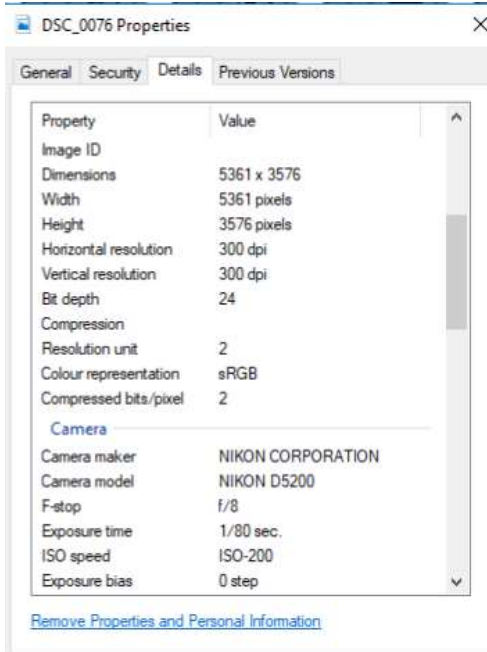 DSC_0076 Properties
General Security Details Previous Versions
Property Value
Image ID
Dimensions 5361 x 3576
Width 5361 pixels
Height 3576 pixels
Horizontal resolution 300 dpi
Vertical resolution 300 dpi
Bit depth 24
Compression
Resolution unit 2
Colour representation sRGB
Compressed bits/pixel 2
Camera
Camera maker NIKON CORPORATION
Camera model NIKON D5200
F-stop f/8
Exposure time 1/80 sec.
ISO speed ISO-200
Exposure bias 0 step
Remove Properties and Personal Information